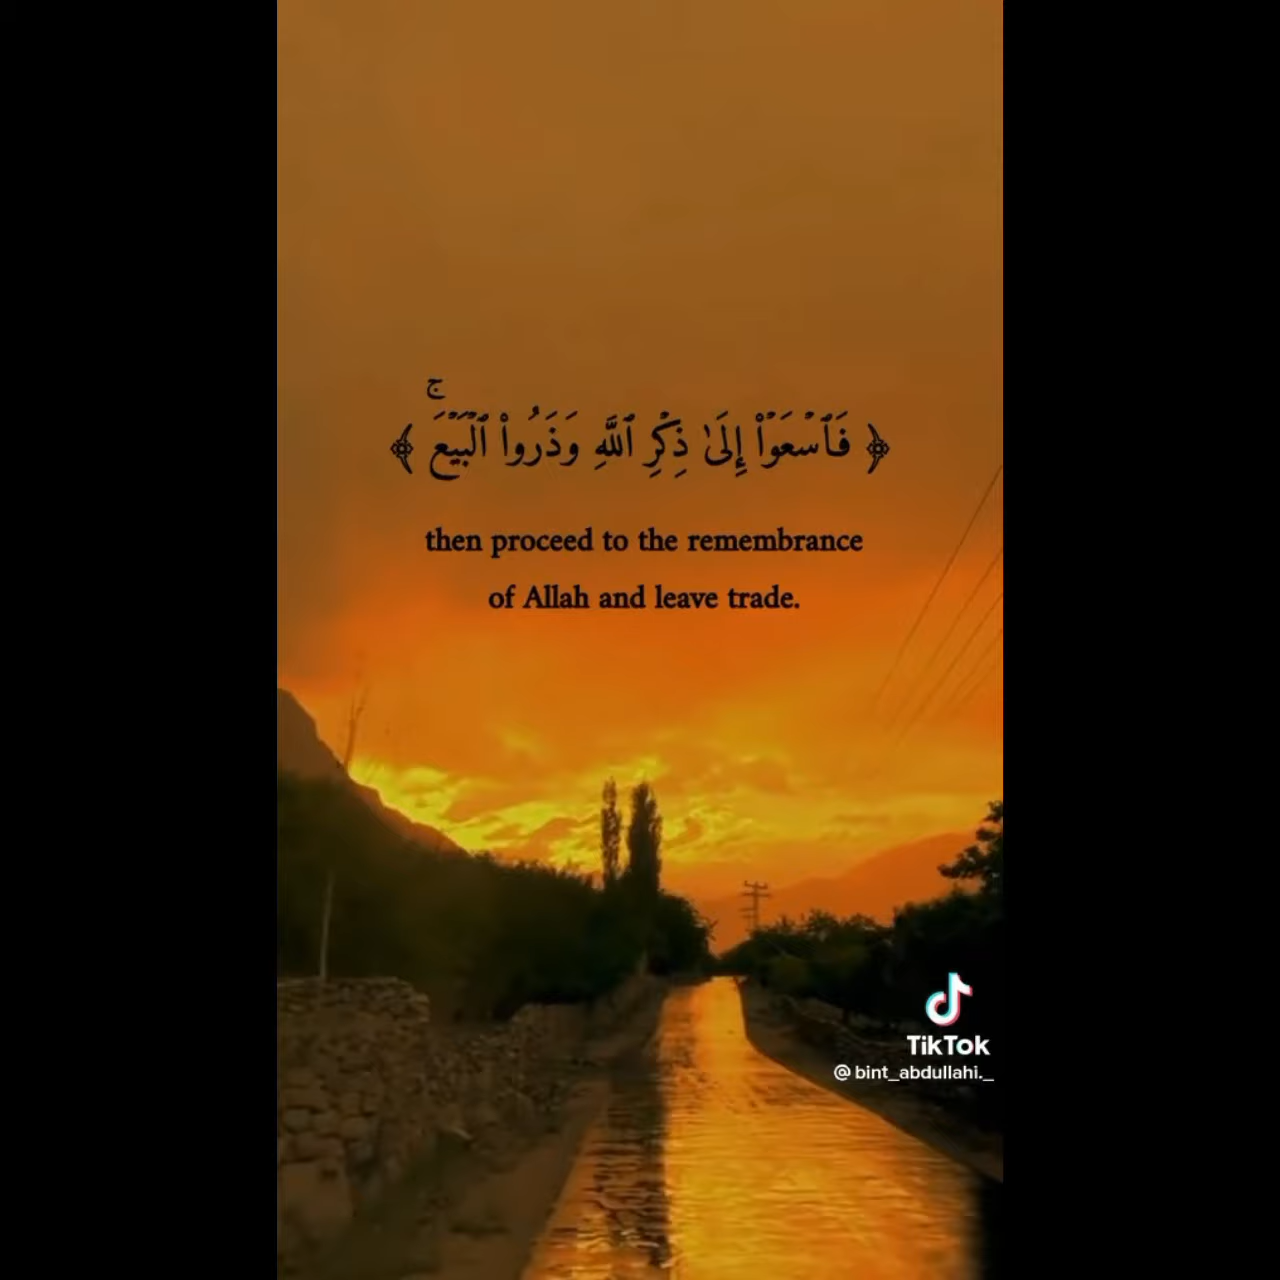 ۚ
﴿ فَٱسۡعَوۡاْ إِلَىٰ ذِكۡرِ ٱللَّهِ وَذَرُواْ ٱلۡبَيۡعَۚ ﴾
then proceed to the remembrance
of Allah and leave trade.
TikTok
@bint_abdullahi._